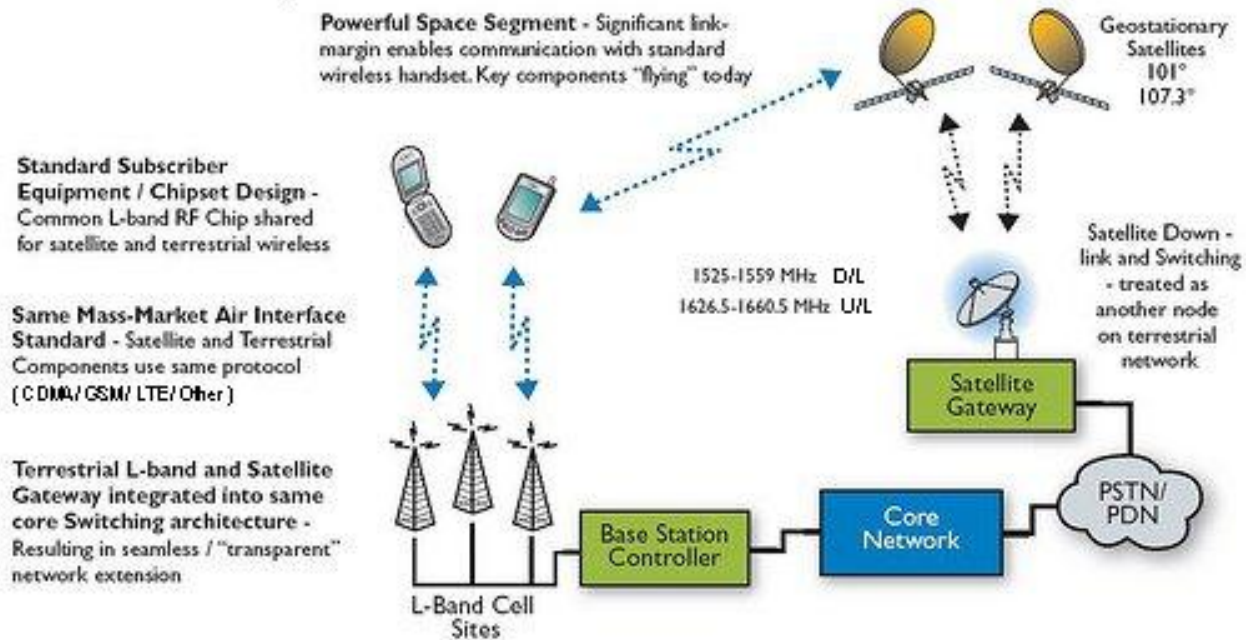 Powerful Space Segment - Significant link-
margin enables communication with standard
wireless handset. Key components "flying" today
Geostationary
Satellites
101°
107.3°
Standard Subscriber
Equipment / Chipset Design -
Common L-band RF Chip shared
for satellite and terrestrial wireless
1525-1559 MHz D/L
1626.5-1660.5 MHz U/L
Satellite Down -
link and Switching
- treated as
another node
on terrestrial
network
Same Mass-Market Air Interface
Standard - Satellite and Terrestrial
Components use same protocol
( CDMA/ GSM/ LTE/ Other )
Satellite
Gateway
Terrestrial L-band and Satellite
Gateway integrated into same
core Switching architecture -
Resulting in seamless / "transparent"
network extension
Base Station
Controller
Core
Network
PSTN/
PDN
L-Band Cell
Sites